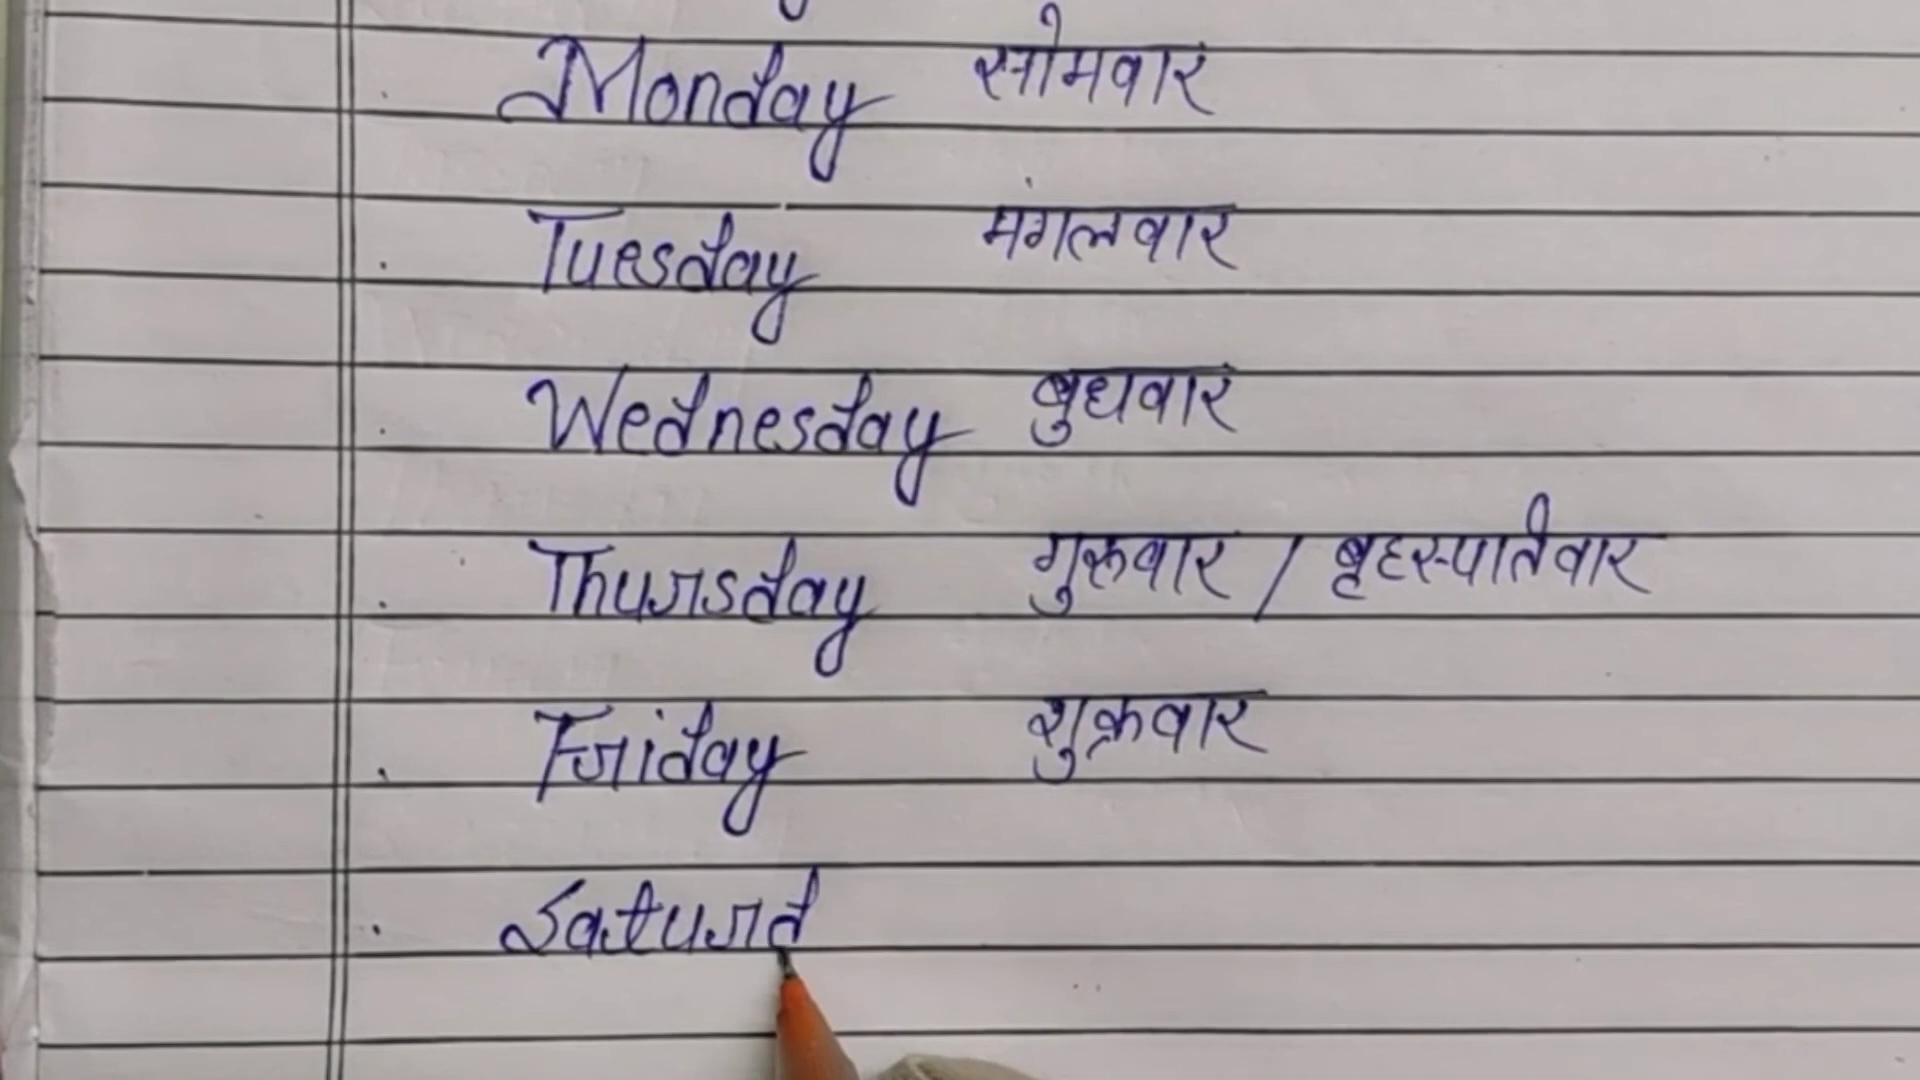 Monday सोमवार
Tuesday मंगलवार
Wednesday बुधवार
Thursday गुरूवार / बृहस्पतिवार
Friday शुक्रवार
Saturd